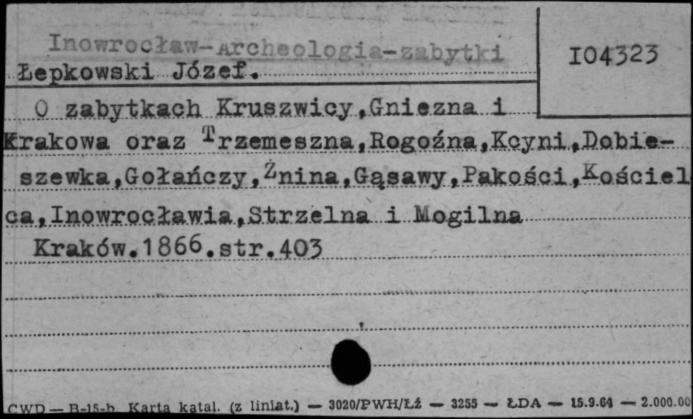 Inowrocław-Archeologia-zabytki
I04323
Łepkowski Józef.
O zabytkach Kruszwicy,Gniezna i
Krakowa oraz Trzemeszna,Rogoźna,Kcyni,Dobie-
szewka,Gołańczy,Żnina,Gąsawy,Pakości,Kościel
ca,Inowrocławia,Strzelna i Mogilna
Kraków.1866.str.403
CWD — B-15-b Karta katal. (z liniat.) — 3020/PWH/Łź — 3255 — ŁDA — 15.9.64 — 2.000.00